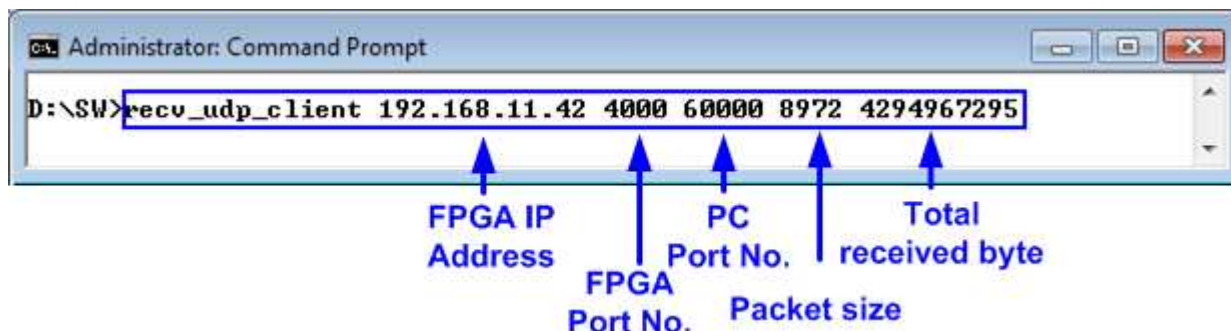 Administrator: Command Prompt
D:\SW>recv_udp_client 192.168.11.42 4000 60000 8972 4294967295
FPGA IP
Address
FPGA
Port No.
PC
Port No.
Packet size
Total
received byte